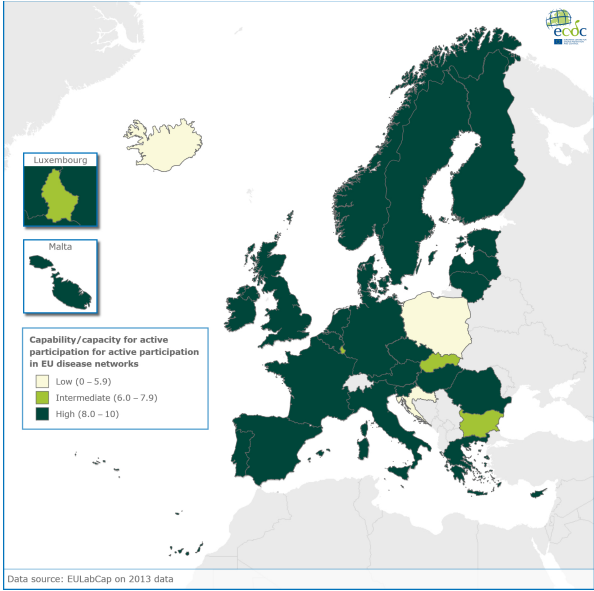 ecdc
Luxembourg
Malta
Capability/capacity for active
participation for active participation
in EU disease networks
Low (0 – 5.9)
Intermediate (6.0 – 7.9)
High (8.0 – 10)
Data source: EULabCap on 2013 data